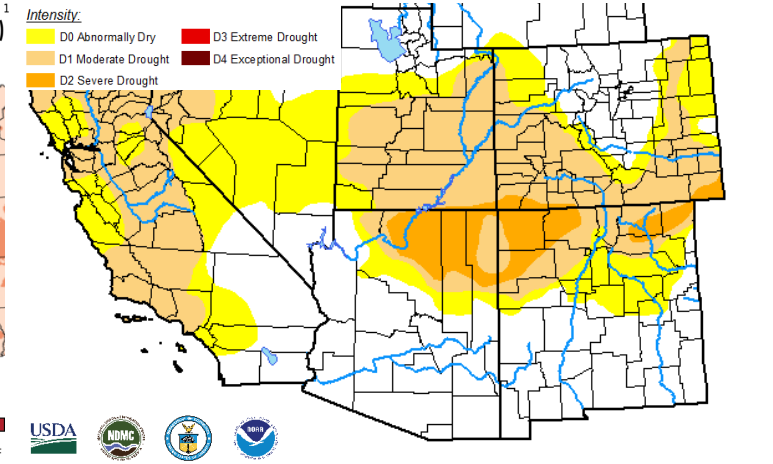 1
)
Intensity:
D0 Abnormally Dry
D3 Extreme Drought
D1 Moderate Drought
D4 Exceptional Drought
D2 Severe Drought
USDA
NDMC
NOAA